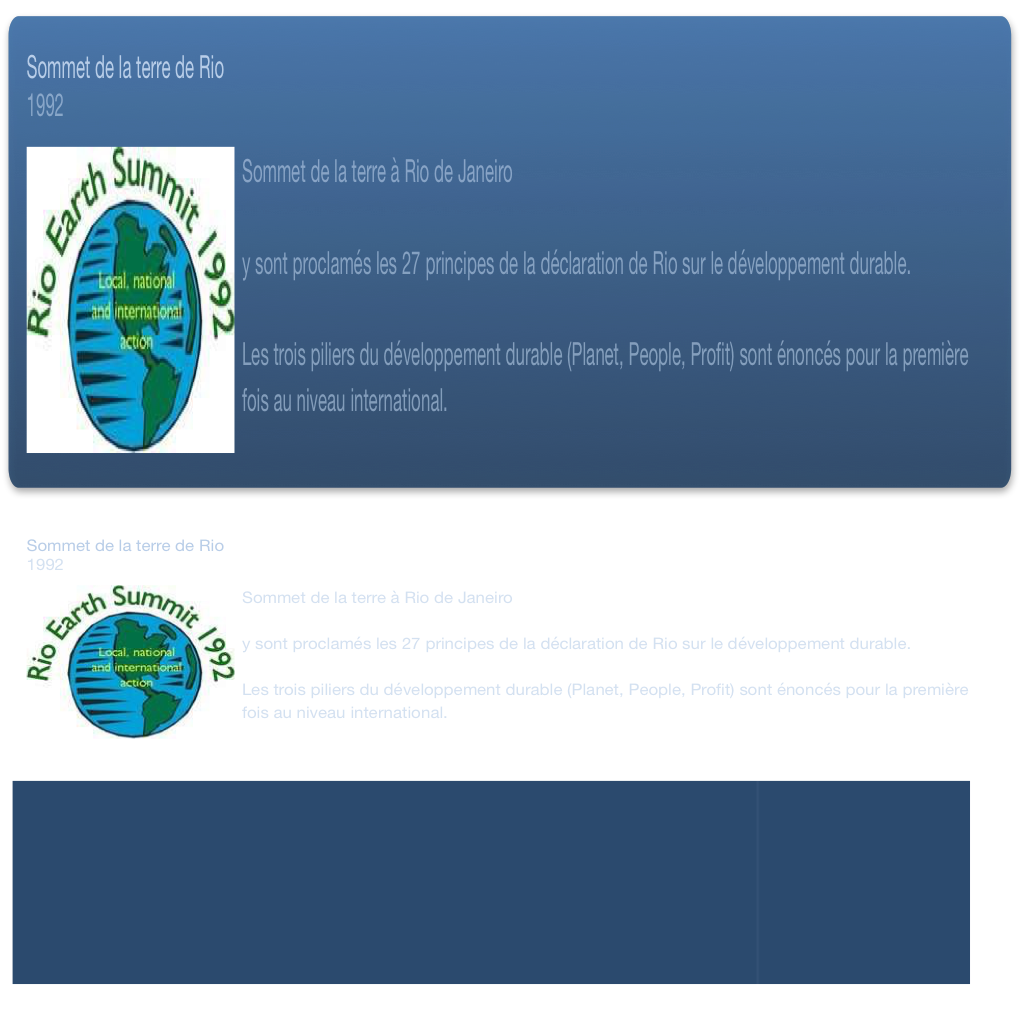 Sommet de la terre de Rio
1992
Rio Earth Summit 1992
Local, national
and international
action
Sommet de la terre à Rio de Janeiro
y sont proclamés les 27 principes de la déclaration de Rio sur le développement durable.
Les trois piliers du développement durable (Planet, People, Profit) sont énoncés pour la première
fois au niveau international.
Sommet de la terre de Rio
1992
Rio Earth Summit 1992
Local, national
and international
action
Sommet de la terre à Rio de Janeiro
y sont proclamés les 27 principes de la déclaration de Rio sur le développement durable.
Les trois piliers du développement durable (Planet, People, Profit) sont énoncés pour la première
fois au niveau international.